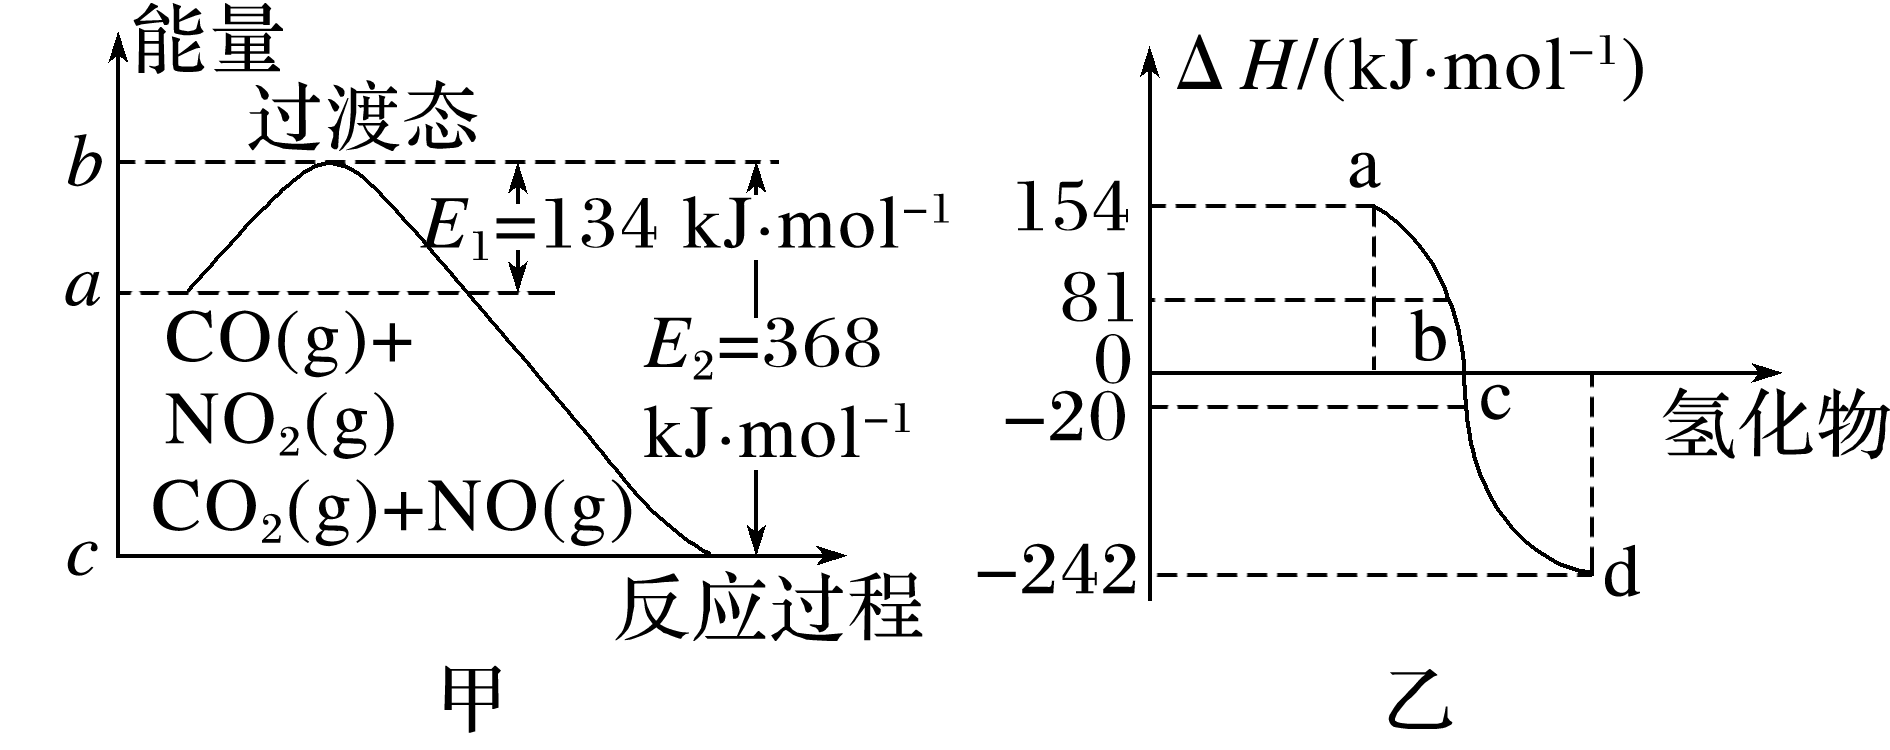 能量
过渡态
b
E₁=134 kJ·mol⁻¹
a
CO(g)+
NO₂(g)
E₂=368
kJ·mol⁻¹
CO₂(g)+NO(g)
c
反应过程
甲
Δ H/(kJ·mol⁻¹)
a
154
81
b
0
c
−20
氢化物
−242
d
乙